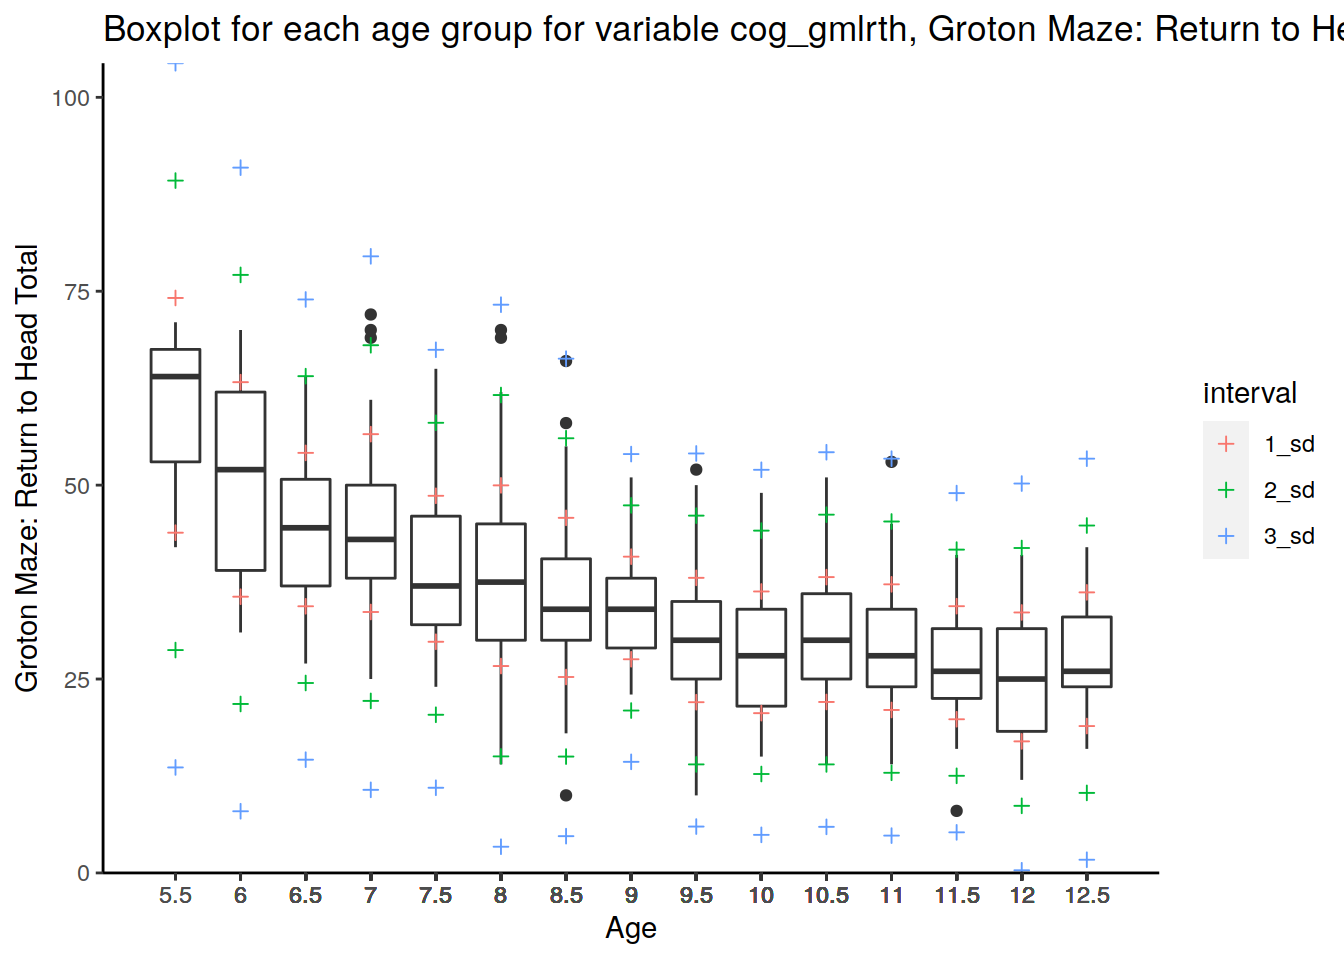 Boxplot for each age group for variable cog_gmlrth, Groton Maze: Return to He
Groton Maze: Return to Head Total
100
75
50
25
0
5.5 6 6.5 7 7.5 8 8.5 9 9.5 10 10.5 11 11.5 12 12.5
Age
interval
1_sd
2_sd
3_sd